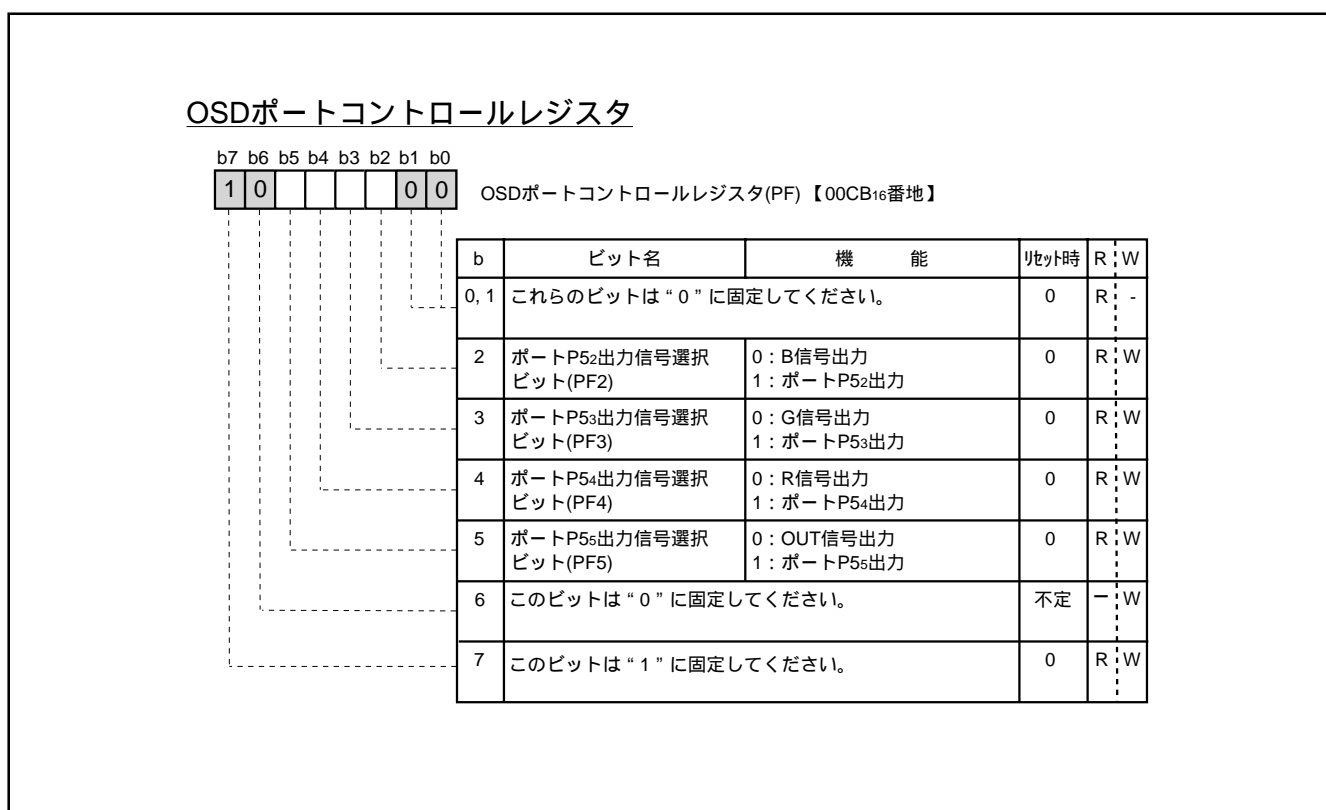 OSDポートコントロールレジスタ
b7 b6 b5 b4 b3 b2 b1 b0
1 0 0 0
OSDポートコントロールレジスタ(PF)【00CB16番地】
b ビット名 機 能 リセット時 R W
0, 1 これらのビットは“0”に固定してください。 0 R -
2 ポートP52出力信号選択 0:B信号出力 0 R W
ビット(PF2) 1:ポートP52出力
3 ポートP53出力信号選択 0:G信号出力 0 R W
ビット(PF3) 1:ポートP53出力
4 ポートP54出力信号選択 0:R信号出力 0 R W
ビット(PF4) 1:ポートP54出力
5 ポートP55出力信号選択 0:OUT信号出力 0 R W
ビット(PF5) 1:ポートP55出力
6 このビットは“0”に固定してください。 不定 ー W
7 このビットは“1”に固定してください。 0 R W